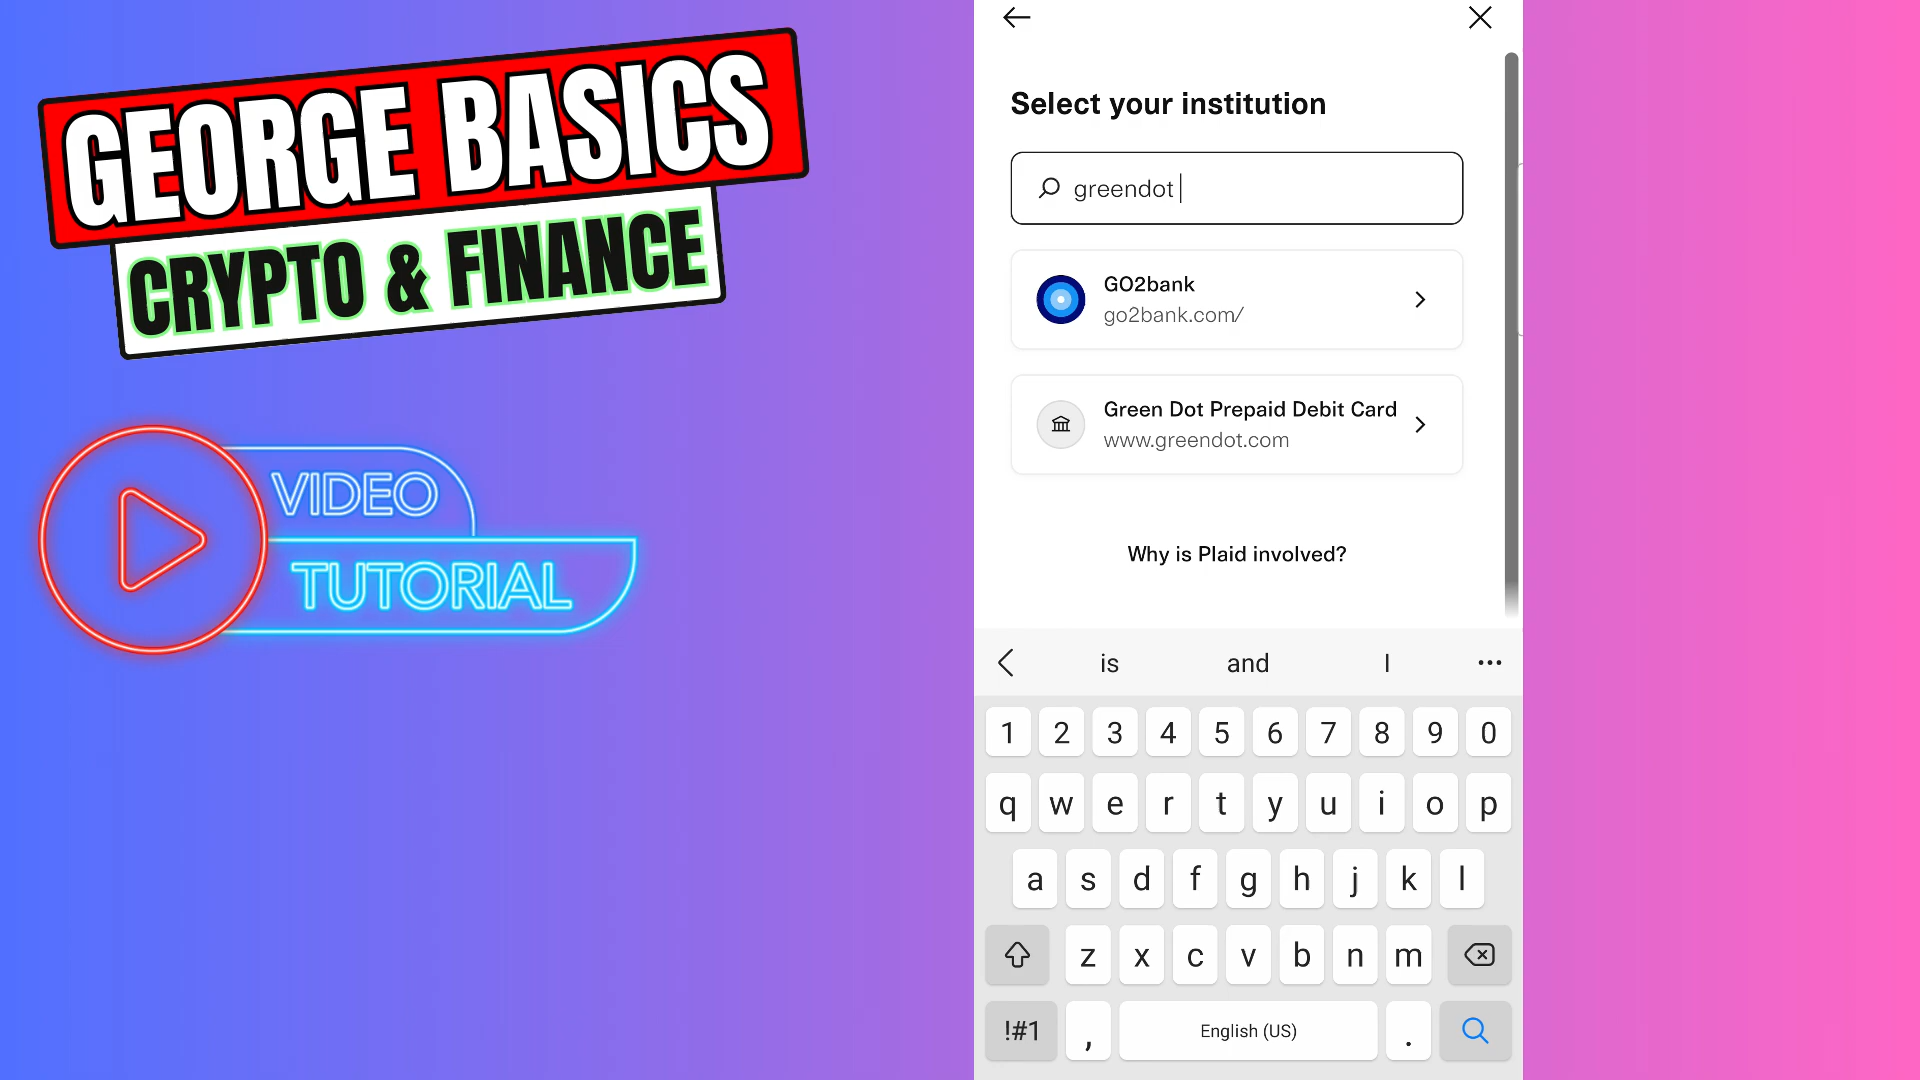 GEORGE BASICS
CRYPTO & FINANCE
VIDEO
TUTORIAL
Select your institution
greendot
GO2bank
go2bank.com/
Green Dot Prepaid Debit Card
www.greendot.com
Why is Plaid involved?
is and I
1 2 3 4 5 6 7 8 9 0
q w e r t y u i o p
a s d f g h j k l
z x c v b n m
!#1 , English (US) .